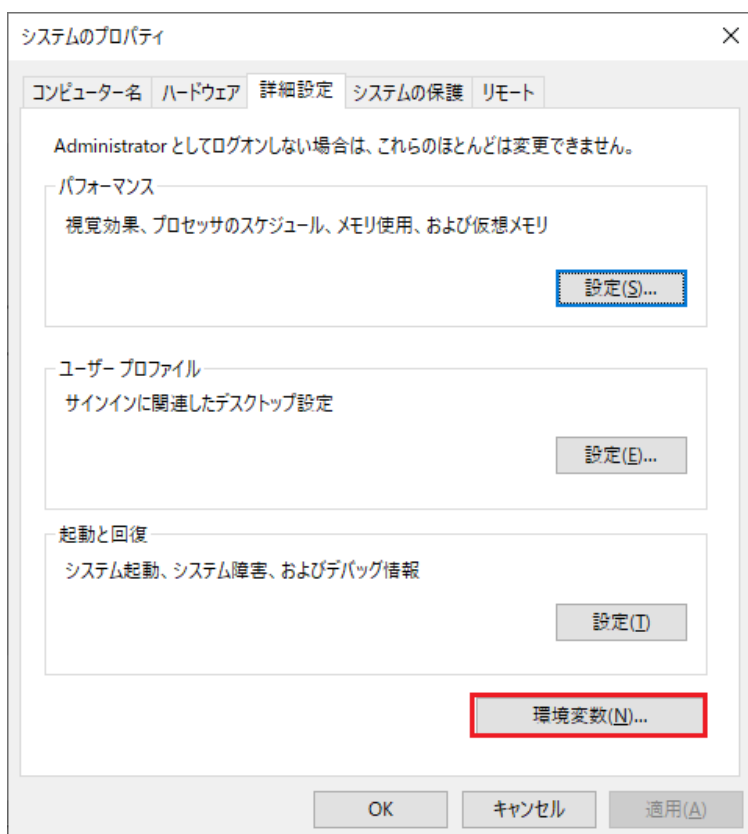 システムのプロパティ
コンピューター名 ハードウェア 詳細設定 システムの保護 リモート
Administrator としてログオンしない場合は、これらのほとんどは変更できません。
パフォーマンス
視覚効果、プロセッサのスケジュール、メモリ使用、および仮想メモリ
設定(S)...
ユーザー プロファイル
サインインに関連したデスクトップ設定
設定(E)...
起動と回復
システム起動、システム障害、およびデバッグ情報
設定(T)
環境変数(N)...
OK キャンセル 適用(A)